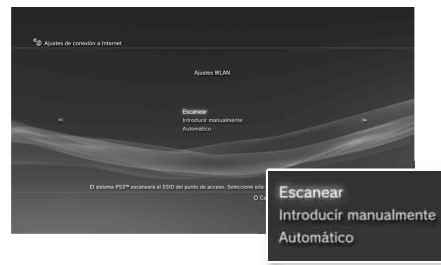 Ajustes de conexión a Internet
Ajustes WLAN
Escanear
Introducir manualmente
Automático
El sistema PS3™ escaneará el SSID del punto de acceso. Seleccione esta
Escanear
Introducir manualmente
Automático